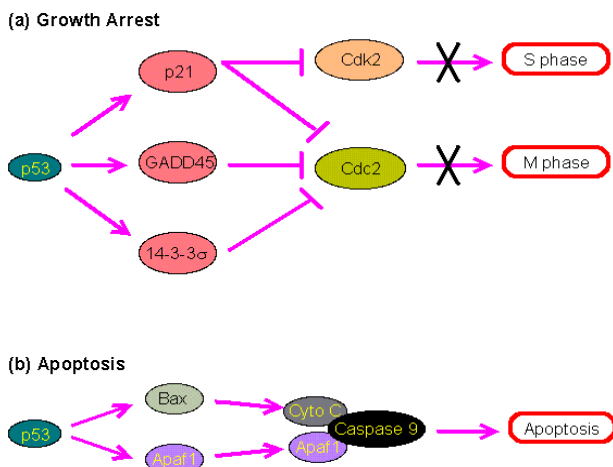 (a) Growth Arrest
p21
Cdk2
S phase
p53
GADD45
Cdc2
M phase
14-3-3σ
(b) Apoptosis
Bax
Cyto C
p53
Caspase 9
Apoptosis
Apaf1
Apaf1